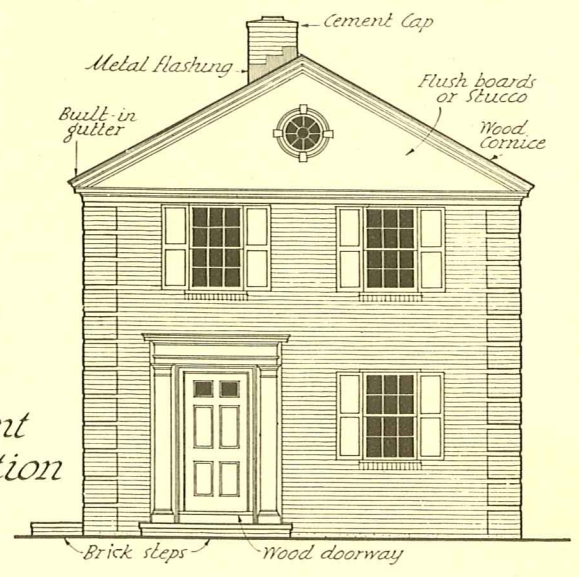 Cement Cap
Metal Flashing
Flush boards
or Stucco
Built-in
gutter
Wood
Cornice
nt
tion
Brick steps
Wood doorway